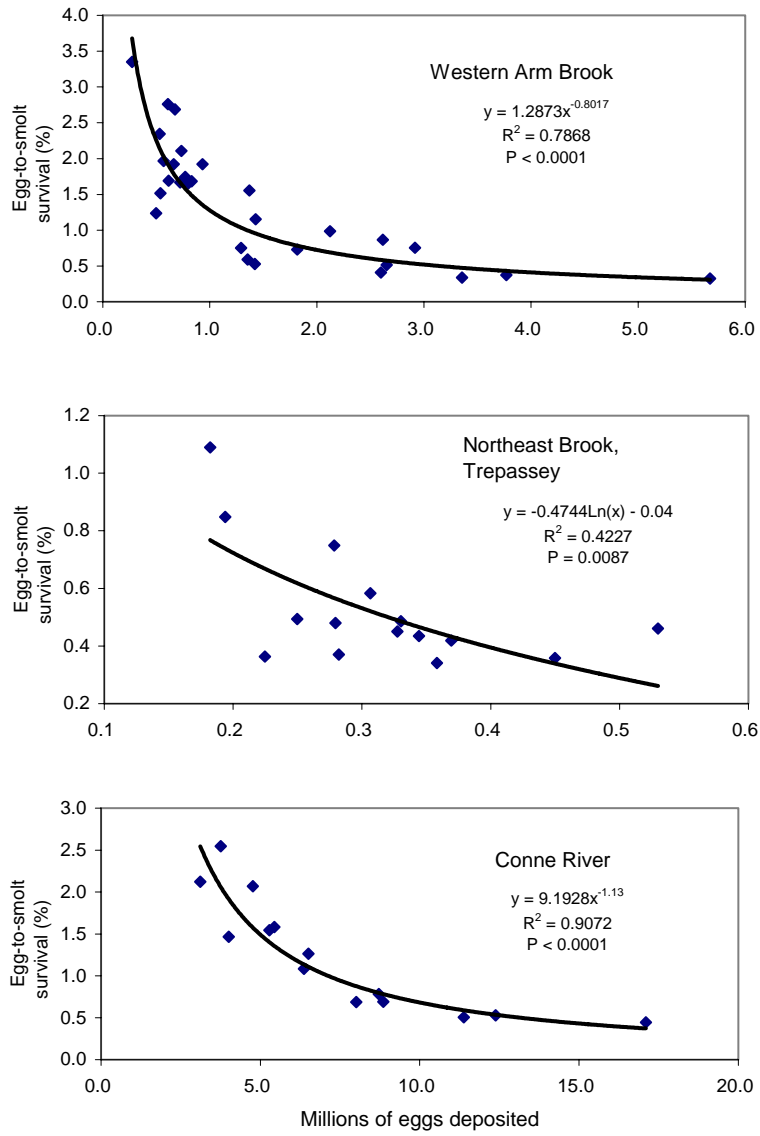 Western Arm Brook
y = 1.2873x^-0.8017
R^2 = 0.7868
P < 0.0001
Egg-to-smolt
survival (%)
4.0
3.5
3.0
2.5
2.0
1.5
1.0
0.5
0.0
0.0 1.0 2.0 3.0 4.0 5.0 6.0
Northeast Brook,
Trepassey
y = -0.4744Ln(x) - 0.04
R^2 = 0.4227
P = 0.0087
Egg-to-smolt
survival (%)
1.2
1.0
0.8
0.6
0.4
0.2
0.1 0.2 0.3 0.4 0.5 0.6
Conne River
y = 9.1928x^-1.13
R^2 = 0.9072
P < 0.0001
Egg-to-smolt
survival (%)
3.0
2.5
2.0
1.5
1.0
0.5
0.0
0.0 5.0 10.0 15.0 20.0
Millions of eggs deposited